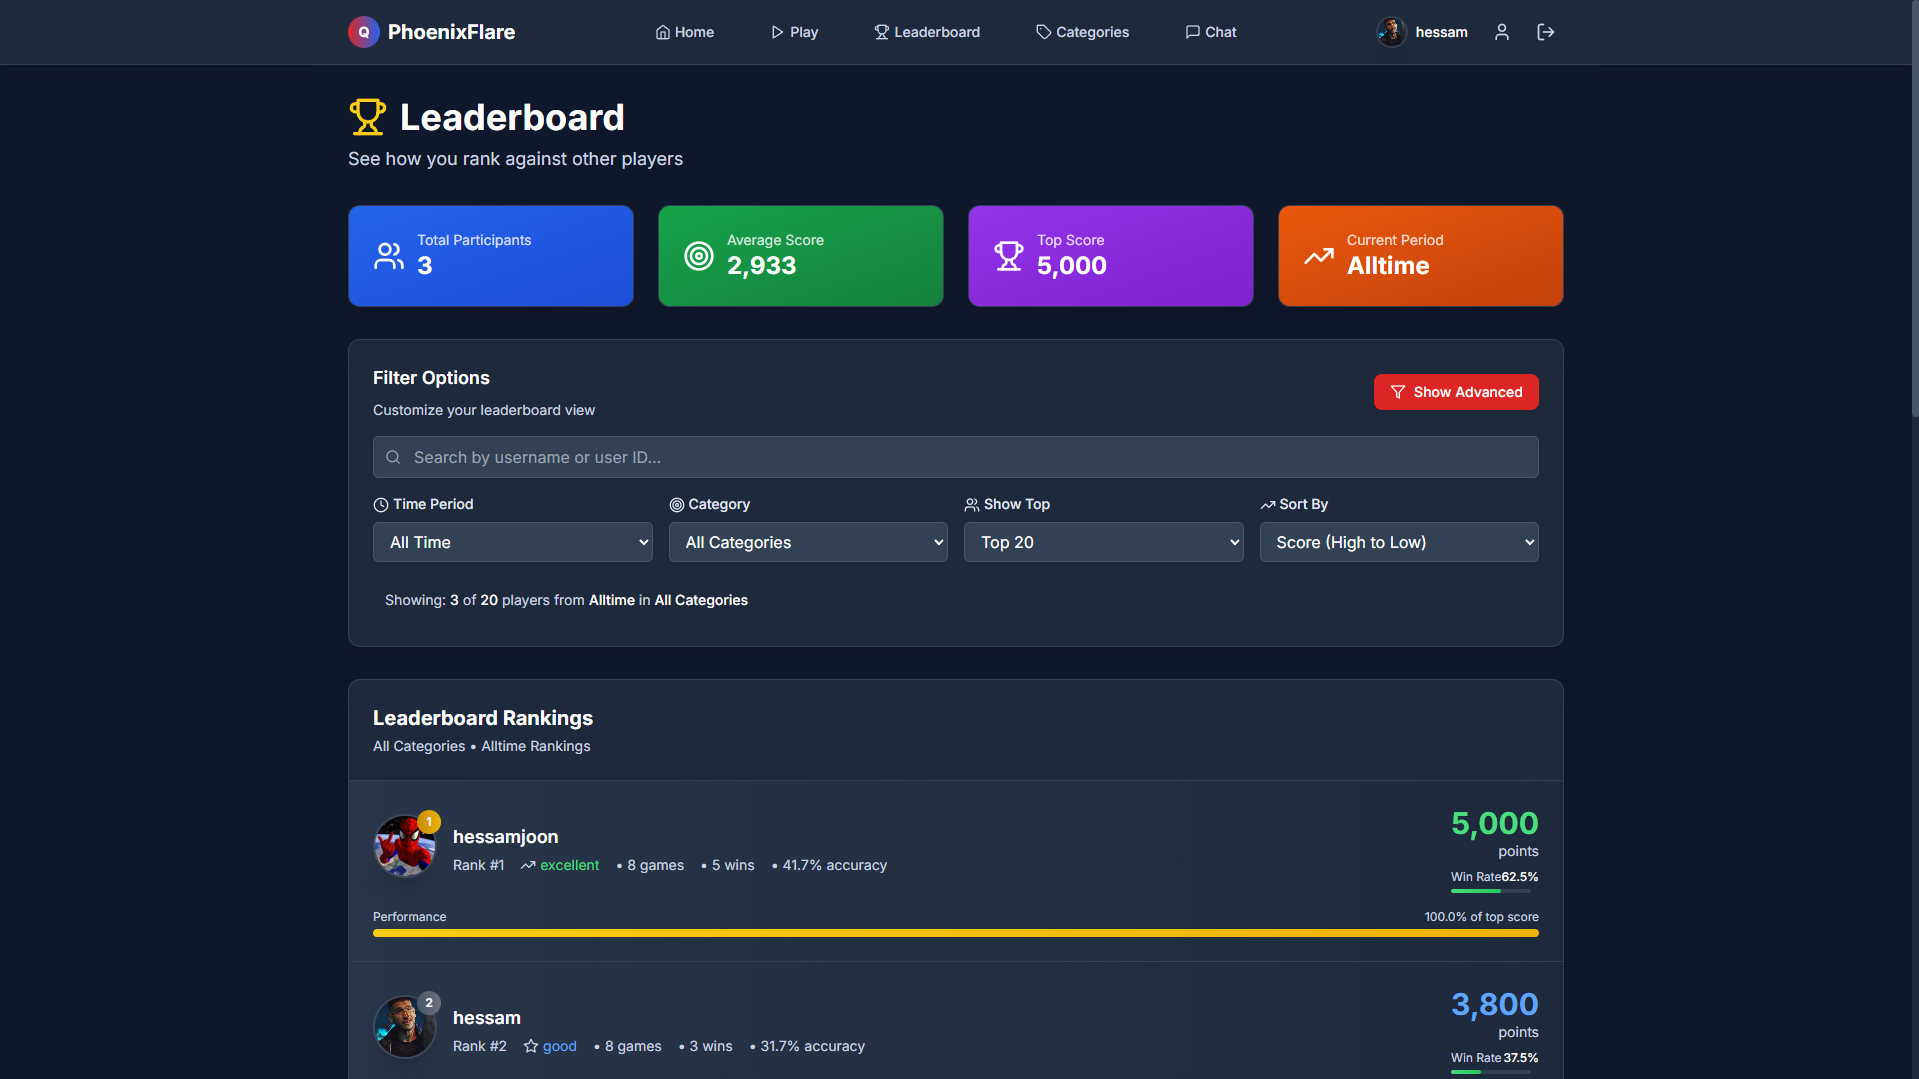 Q PhoenixFlare Home Play Leaderboard Categories Chat hessam
Leaderboard
See how you rank against other players
Total Participants
3
Average Score
2,933
Top Score
5,000
Current Period
Alltime
Filter Options
Customize your leaderboard view
Show Advanced
Search by username or user ID...
Time Period Category Show Top Sort By
All Time All Categories Top 20 Score (High to Low)
Showing: 3 of 20 players from Alltime in All Categories
Leaderboard Rankings
All Categories • Alltime Rankings
1
hessamjoon
Rank #1 excellent • 8 games • 5 wins • 41.7% accuracy
5,000
points
Win Rate62.5%
Performance 100.0% of top score
2
hessam
Rank #2 good • 8 games • 3 wins • 31.7% accuracy
3,800
points
Win Rate 37.5%